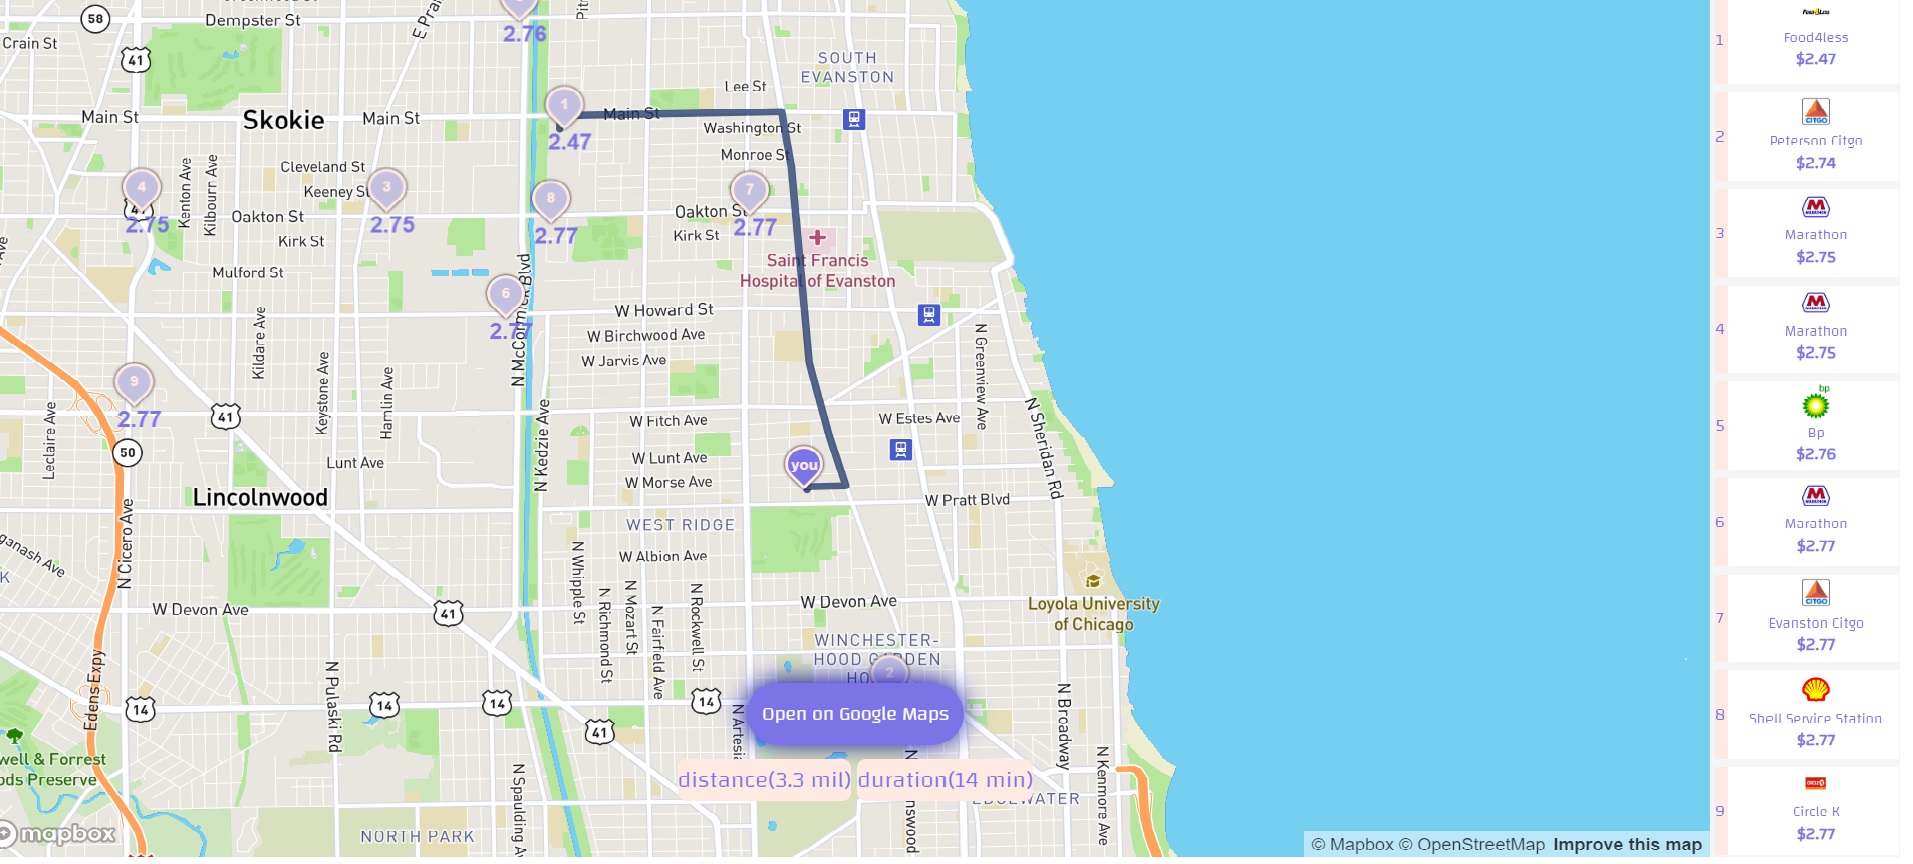 Dempster St
58
Crain St
E Prai
Pit
2.76
41
SOUTH
EVANSTON
Lee St
Main St
Skokie
Main St
1
Main St
2.47
Washington St
Monroe St
Cleveland St
Keeney St
Kenton Ave
Kilbourn Ave
4
2.75
3
2.75
8
2.77
7
2.77
Oakton St
Oakton St
Kirk St
Kirk St
Saint Francis
Hospital of Evanston
Mulford St
6
2.77
N McCormick Blvd
W Howard St
W Birchwood Ave
W Jarvis Ave
N Greenview Ave
Kildare Ave
Keystone Ave
Hamlin Ave
9
2.77
41
Leclaire Ave
50
N Kedzie Ave
W Fitch Ave
W Estes Ave
N Sheridan Rd
Lunt Ave
W Lunt Ave
you
W Morse Ave
Lincolnwood
W Pratt Blvd
WEST RIDGE
ganash Ave
N Cicero Ave
W Albion Ave
N Whipple St
N Richmond St
N Mozart St
N Fairfield Ave
N Rockwell St
W Devon Ave
41
W Devon Ave
Loyola University
of Chicago
WINCHESTER-
HOOD GARDEN
HO
2
Edens Expy
N Pulaski Rd
14
14
14
14
41
N Artesia
N Broadway
N Kenmore Ave
Open on Google Maps
well & Forrest
ods Preserve
N Spaulding Av
distance(3.3 mil) duration(14 min)
nswood
EDGEWATER
NORTH PARK
mapbox
© Mapbox © OpenStreetMap Improve this map
1
Food4Less
Food4less
$2.47
2
CITGO
Peterson Citgo
$2.74
3
MARATHON
Marathon
$2.75
4
MARATHON
Marathon
$2.75
5
bp
Bp
$2.76
6
MARATHON
Marathon
$2.77
7
CITGO
Evanston Citgo
$2.77
8
Shell Service Station
$2.77
9
CIRCLE K
Circle K
$2.77